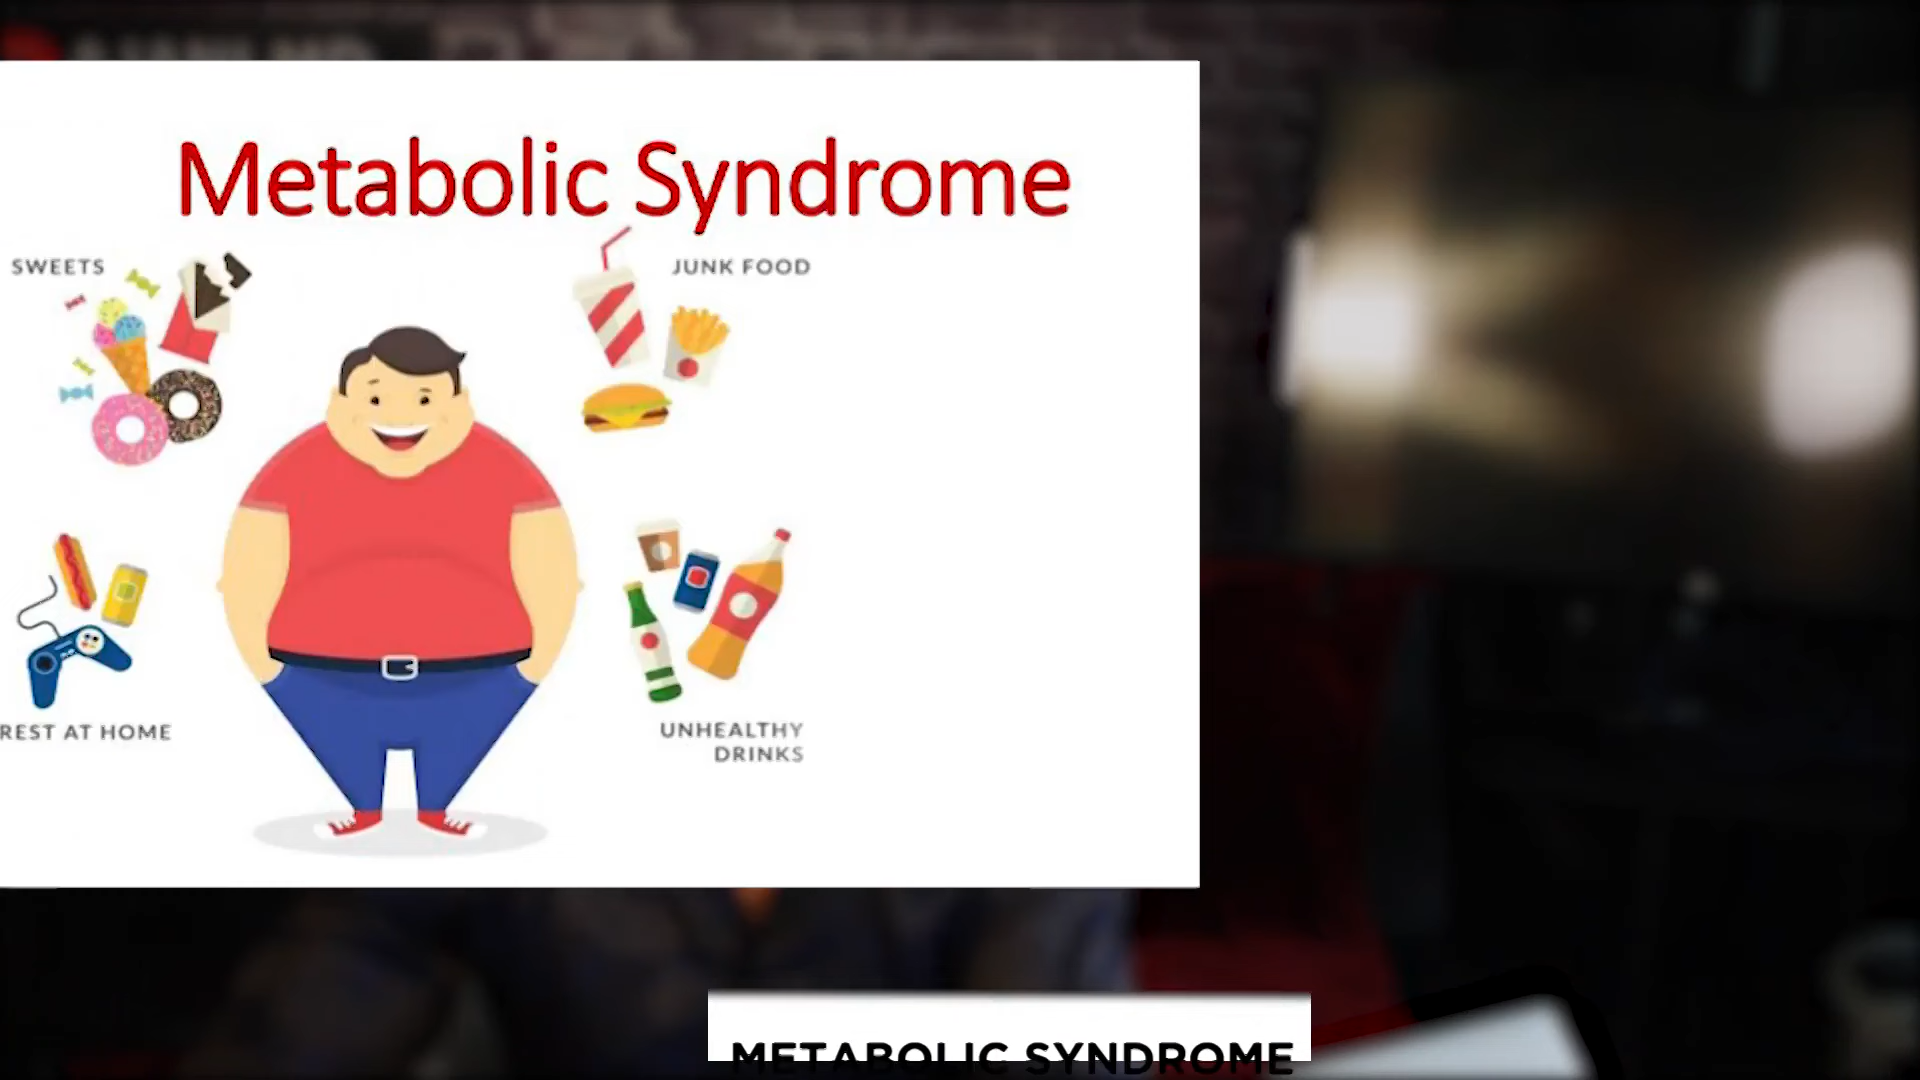 Metabolic Syndrome
SWEETS
JUNK FOOD
REST AT HOME
UNHEALTHY
DRINKS
METABOLIC SYNDROME